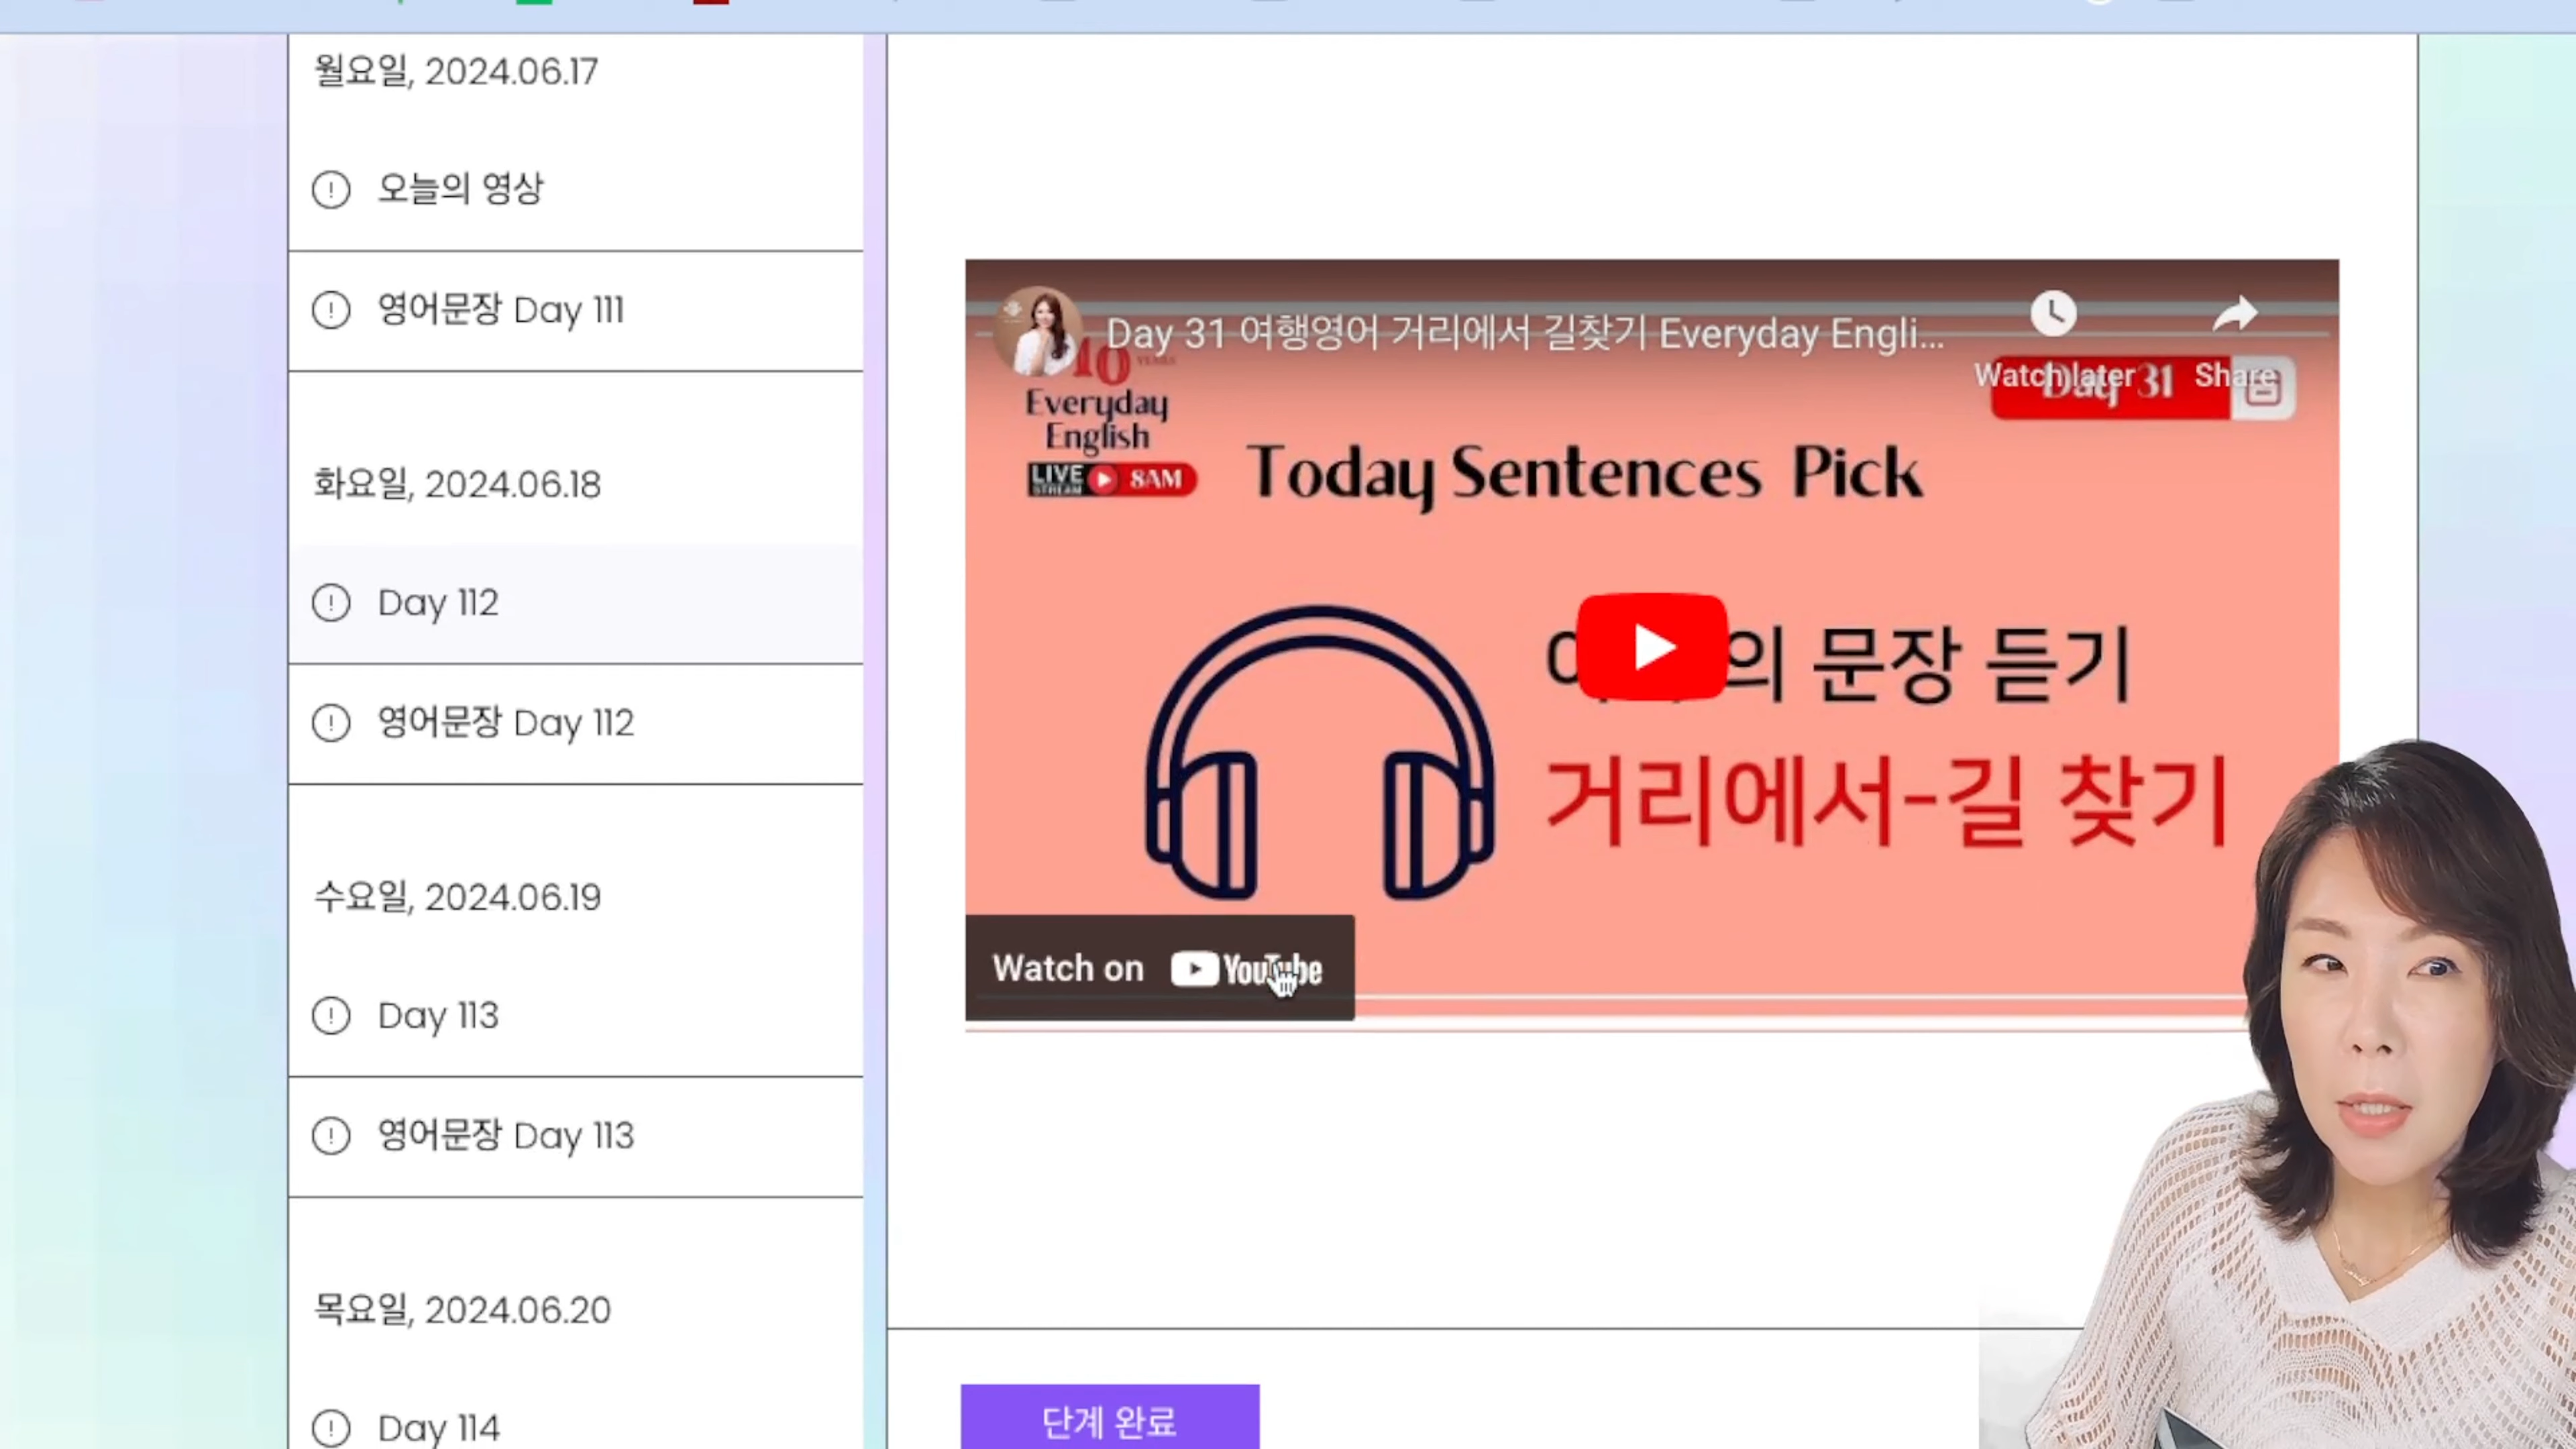 월요일, 2024.06.17
오늘의 영상
영어문장 Day 111
화요일, 2024.06.18
Day 112
영어문장 Day 112
수요일, 2024.06.19
Day 113
영어문장 Day 113
목요일, 2024.06.20
Day 114
Day 31 여행영어 거리에서 길찾기 Everyday Engli...
Watch later
Share
Day 31
10 YEARS
Everyday
English
LIVE STREAM 8AM
Today Sentences Pick
의 문장 듣기
거리에서-길 찾기
Watch on YouTube
단계 완료